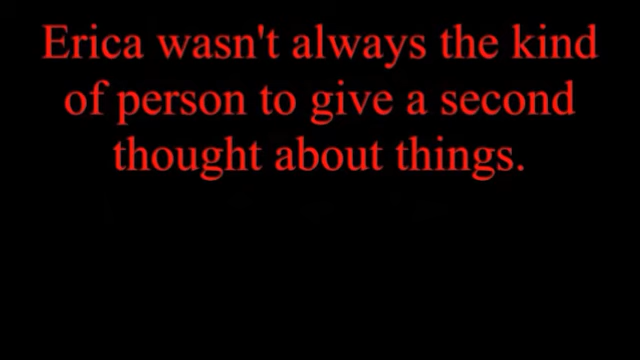 Erica wasn't always the kind
of person to give a second
thought about things.